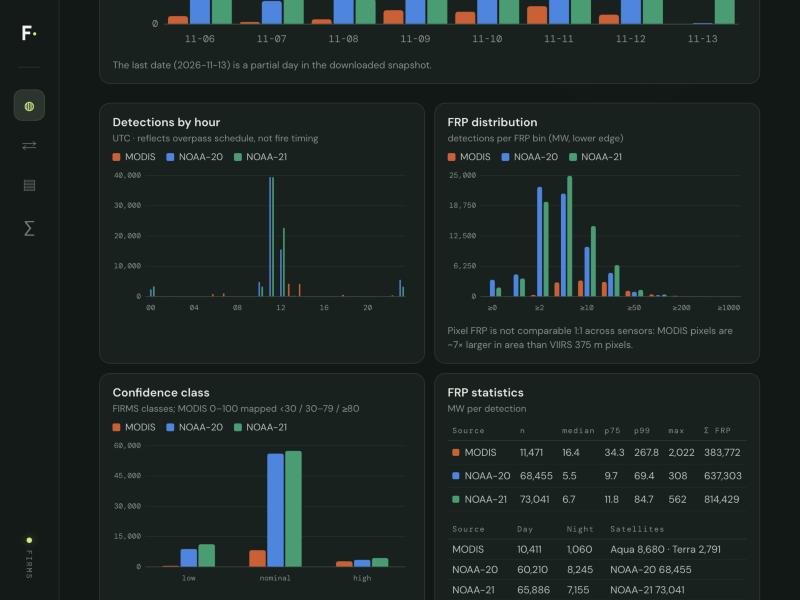 F·
0
11-06 11-07 11-08 11-09 11-10 11-11 11-12 11-13
The last date (2026-11-13) is a partial day in the downloaded snapshot.
Detections by hour
UTC · reflects overpass schedule, not fire timing
MODIS NOAA-20 NOAA-21
40,000
30,000
20,000
10,000
0
00 04 08 12 16 20
FRP distribution
detections per FRP bin (MW, lower edge)
MODIS NOAA-20 NOAA-21
25,000
18,750
12,500
6,250
0
≥0 ≥2 ≥10 ≥50 ≥200 ≥1000
Pixel FRP is not comparable 1:1 across sensors: MODIS pixels are
~7× larger in area than VIIRS 375 m pixels.
Confidence class
FIRMS classes; MODIS 0–100 mapped <30 / 30–79 / ≥80
MODIS NOAA-20 NOAA-21
60,000
45,000
30,000
15,000
0
low nominal high
FRP statistics
MW per detection
Source n median p75 p99 max Σ FRP
MODIS 11,471 16.4 34.3 267.8 2,022 383,772
NOAA-20 68,455 5.5 9.7 69.4 308 637,303
NOAA-21 73,041 6.7 11.8 84.7 562 814,429
Source Day Night Satellites
MODIS 10,411 1,060 Aqua 8,680 · Terra 2,791
NOAA-20 60,210 8,245 NOAA-20 68,455
NOAA-21 65,886 7,155 NOAA-21 73,041
FIRMS